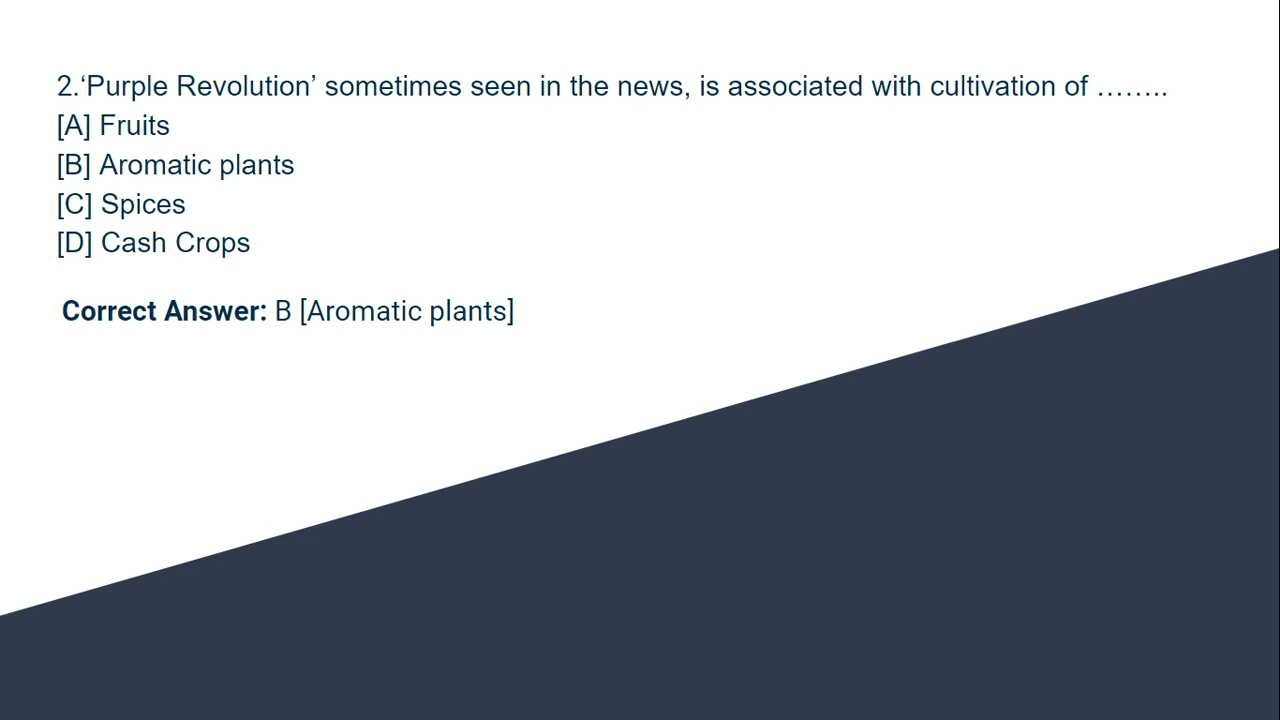 2.‘Purple Revolution’ sometimes seen in the news, is associated with cultivation of ……..
[A] Fruits
[B] Aromatic plants
[C] Spices
[D] Cash Crops
Correct Answer: B [Aromatic plants]